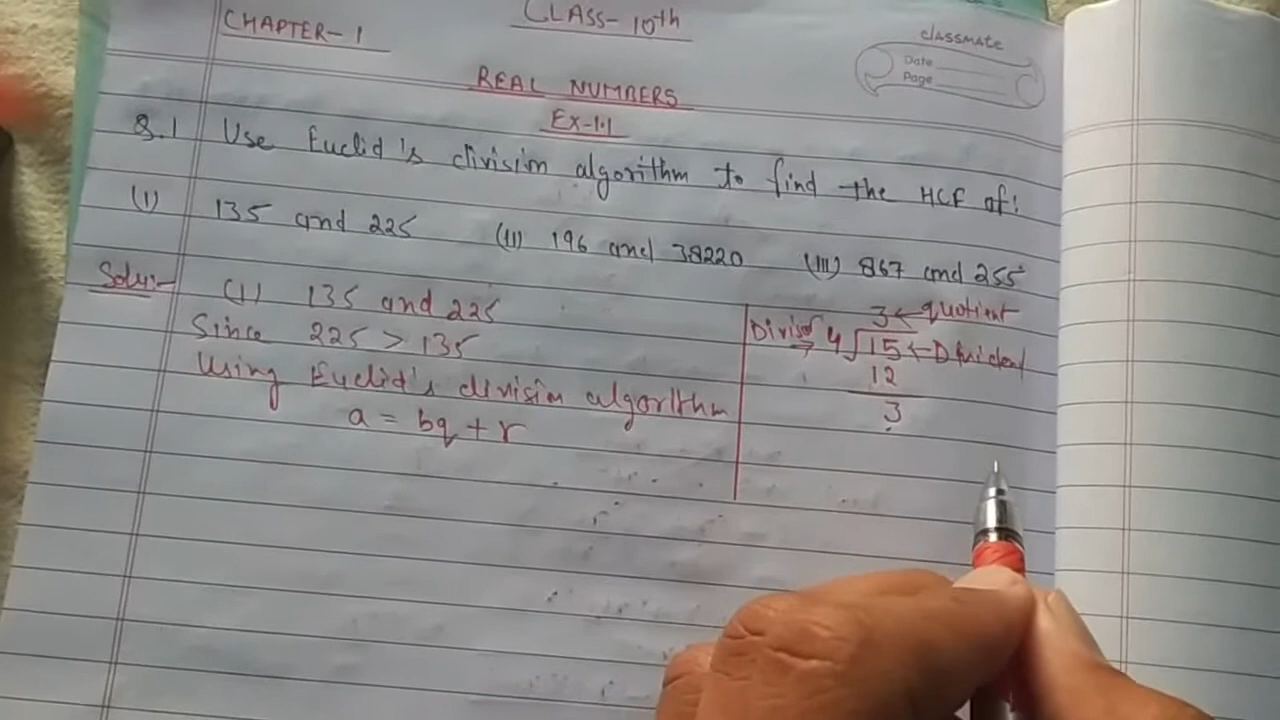 CHAPTER-1
CLASS-10th
classmate
Date
Page
REAL NUMBERS
Ex-1.1
Q.1 Use Euclid's division algorithm to find the HCF of:
(I) 135 and 225 (II) 196 and 38220 (III) 867 and 255
Solu:-
(I) 135 and 225
Since 225 > 135
Using Euclid's division algorithm
a = bq + r
3 ← quotient
Divisor → 4 √15 ← Dividend
12
3